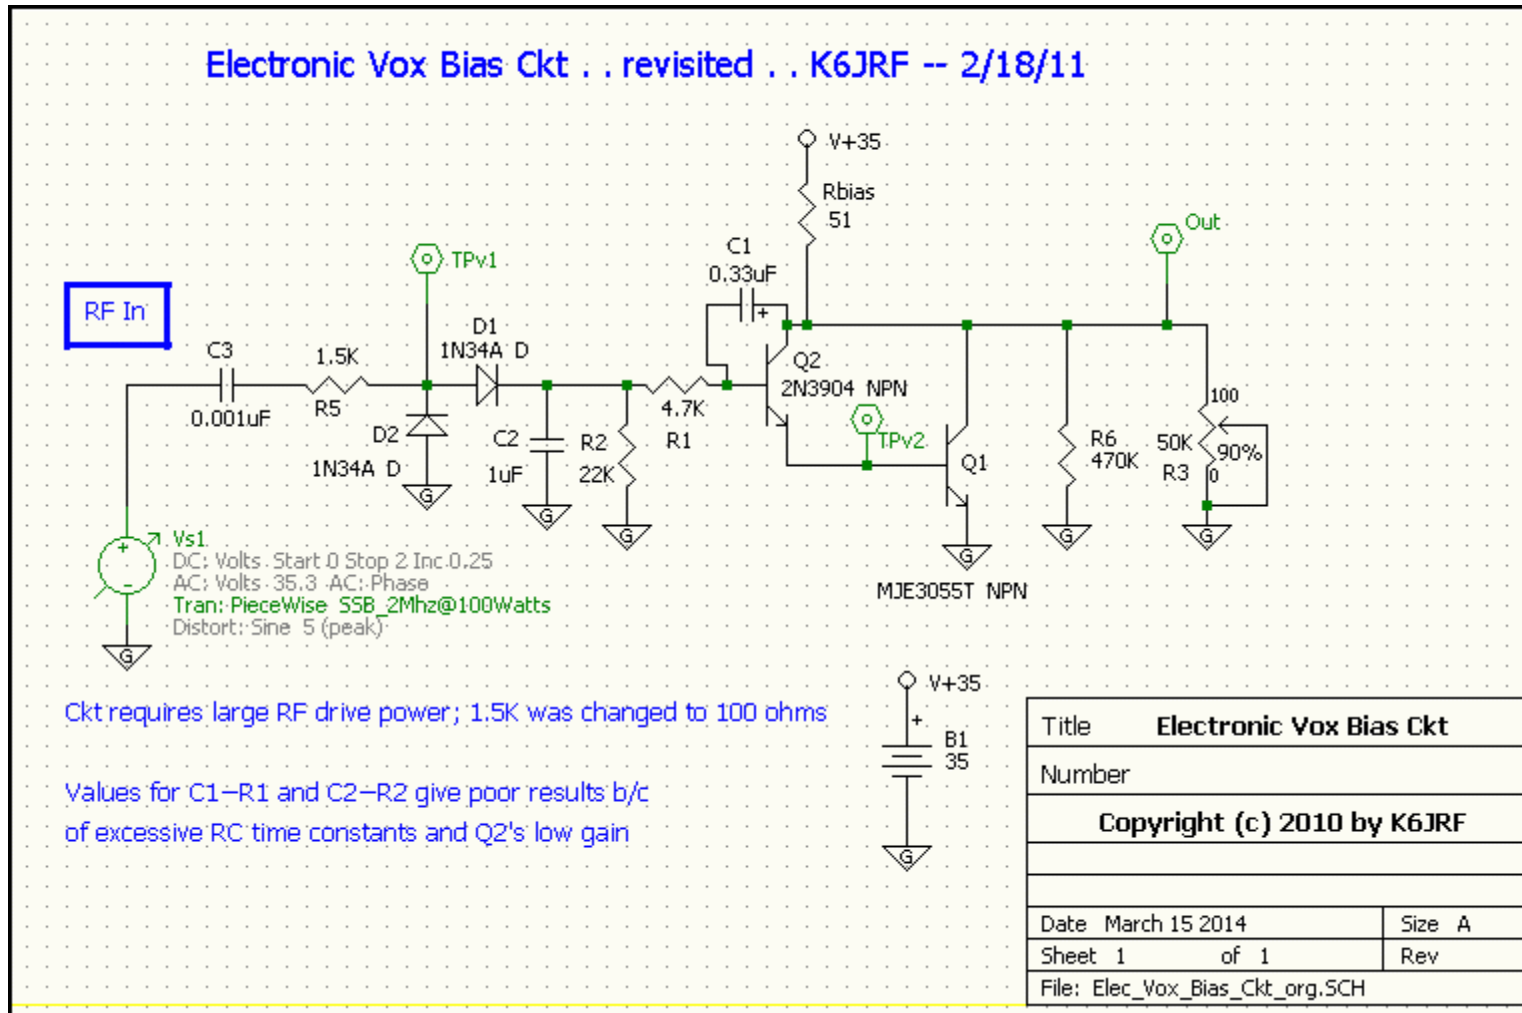 Electronic Vox Bias Ckt . . revisited . . K6JRF -- 2/18/11
V+35
Rbias
51
Out
TPv1
C1
0.33uF
RF In
D1
1N34A D
C3
0.001uF
1.5K
R5
Q2
2N3904 NPN
4.7K
R1
TPv2
D2
1N34A D
C2
1uF
R2
22K
Q1
R6
470K
100
50K
90%
R3
0
G
G
G
G
G
G
MJE3055T NPN
Vs1
DC: Volts Start 0 Stop 2 Inc 0.25
AC: Volts 35.3 AC: Phase
Tran: PieceWise SSB_2Mhz@100Watts
Distort: Sine 5 (peak)
G
V+35
+
B1
35
G
Ckt requires large RF drive power; 1.5K was changed to 100 ohms
Values for C1-R1 and C2-R2 give poor results b/c
of excessive RC time constants and Q2's low gain
Title Electronic Vox Bias Ckt
Number
Copyright (c) 2010 by K6JRF
Date March 15 2014 Size A
Sheet 1 of 1 Rev
File: Elec_Vox_Bias_Ckt_org.SCH